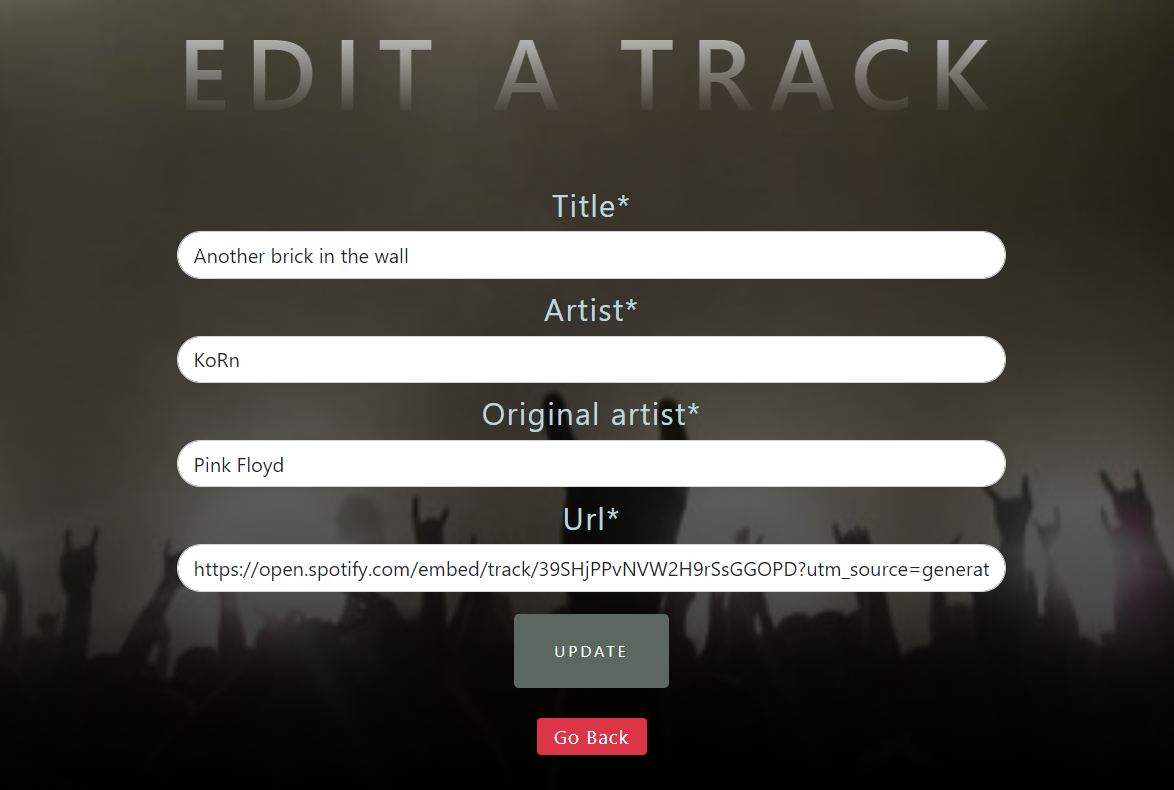 EDIT A TRACK
Title*
Another brick in the wall
Artist*
KoRn
Original artist*
Pink Floyd
Url*
https://open.spotify.com/embed/track/39SHjPPvNVW2H9rSsGGOPD?utm_source=generat
UPDATE
Go Back